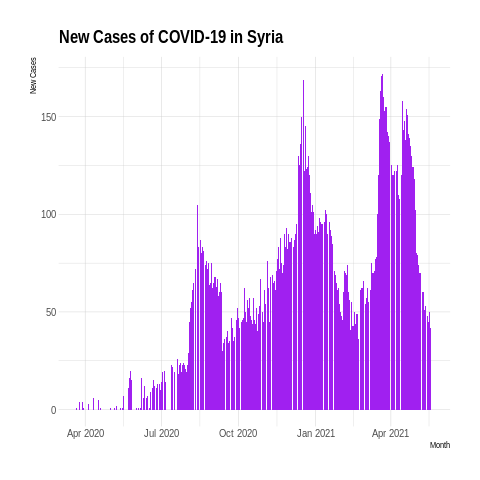 New Cases of COVID-19 in Syria
New Cases
150
100
50
0
Apr 2020 Jul 2020 Oct 2020 Jan 2021 Apr 2021
Month